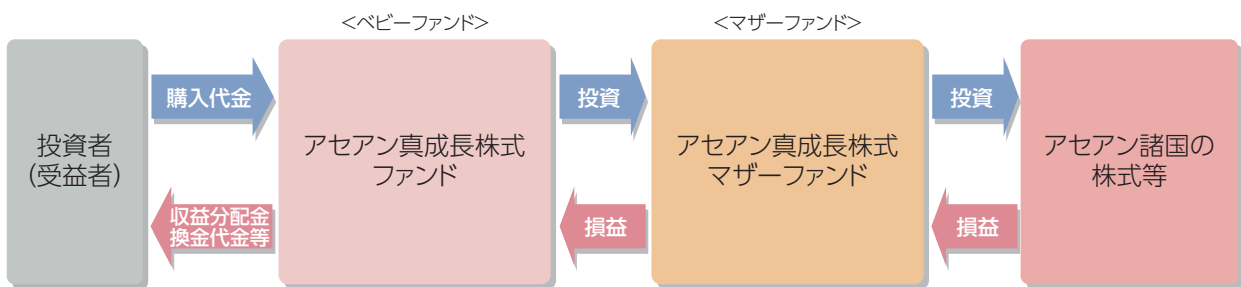 <ベビーファンド>
<マザーファンド>
投資者
(受益者)
購入代金
収益分配金
換金代金等
アセアン真成長株式
ファンド
投資
損益
アセアン真成長株式
マザーファンド
投資
損益
アセアン諸国の
株式等